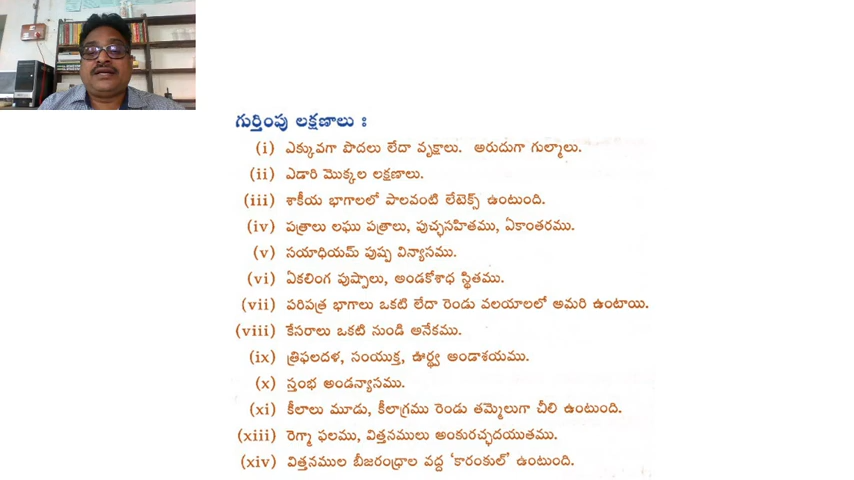 గుర్తింపు లక్షణాలు :
(i) ఎక్కువగా పొదలు లేదా వృక్షాలు. అరుదుగా గుల్మాలు.
(ii) ఎడారి మొక్కల లక్షణాలు.
(iii) శాకీయ భాగాలలో పాలవంటి లేటెక్స్ ఉంటుంది.
(iv) పత్రాలు లఘు పత్రాలు, పుచ్ఛసహితము, ఏకాంతరము.
(v) సయాధియమ్ పుష్ప విన్యాసము.
(vi) ఏకలింగ పుష్పాలు, అండకోశాధ స్థితము.
(vii) పరిపత్ర భాగాలు ఒకటి లేదా రెండు వలయాలలో అమరి ఉంటాయి.
(viii) కేసరాలు ఒకటి నుండి అనేకము.
(ix) త్రిఫలదళ, సంయుక్త, ఊర్ధ్వ అండాశయము.
(x) స్తంభ అండన్యాసము.
(xi) కీలాలు మూడు, కీలాగ్రము రెండు తమ్మెలుగా చీలి ఉంటుంది.
(xiii) రెగ్మా ఫలము, విత్తనములు అంకురచ్ఛదయుతము.
(xiv) విత్తనముల బీజరంధ్రాల వద్ద 'కారంకుల్' ఉంటుంది.